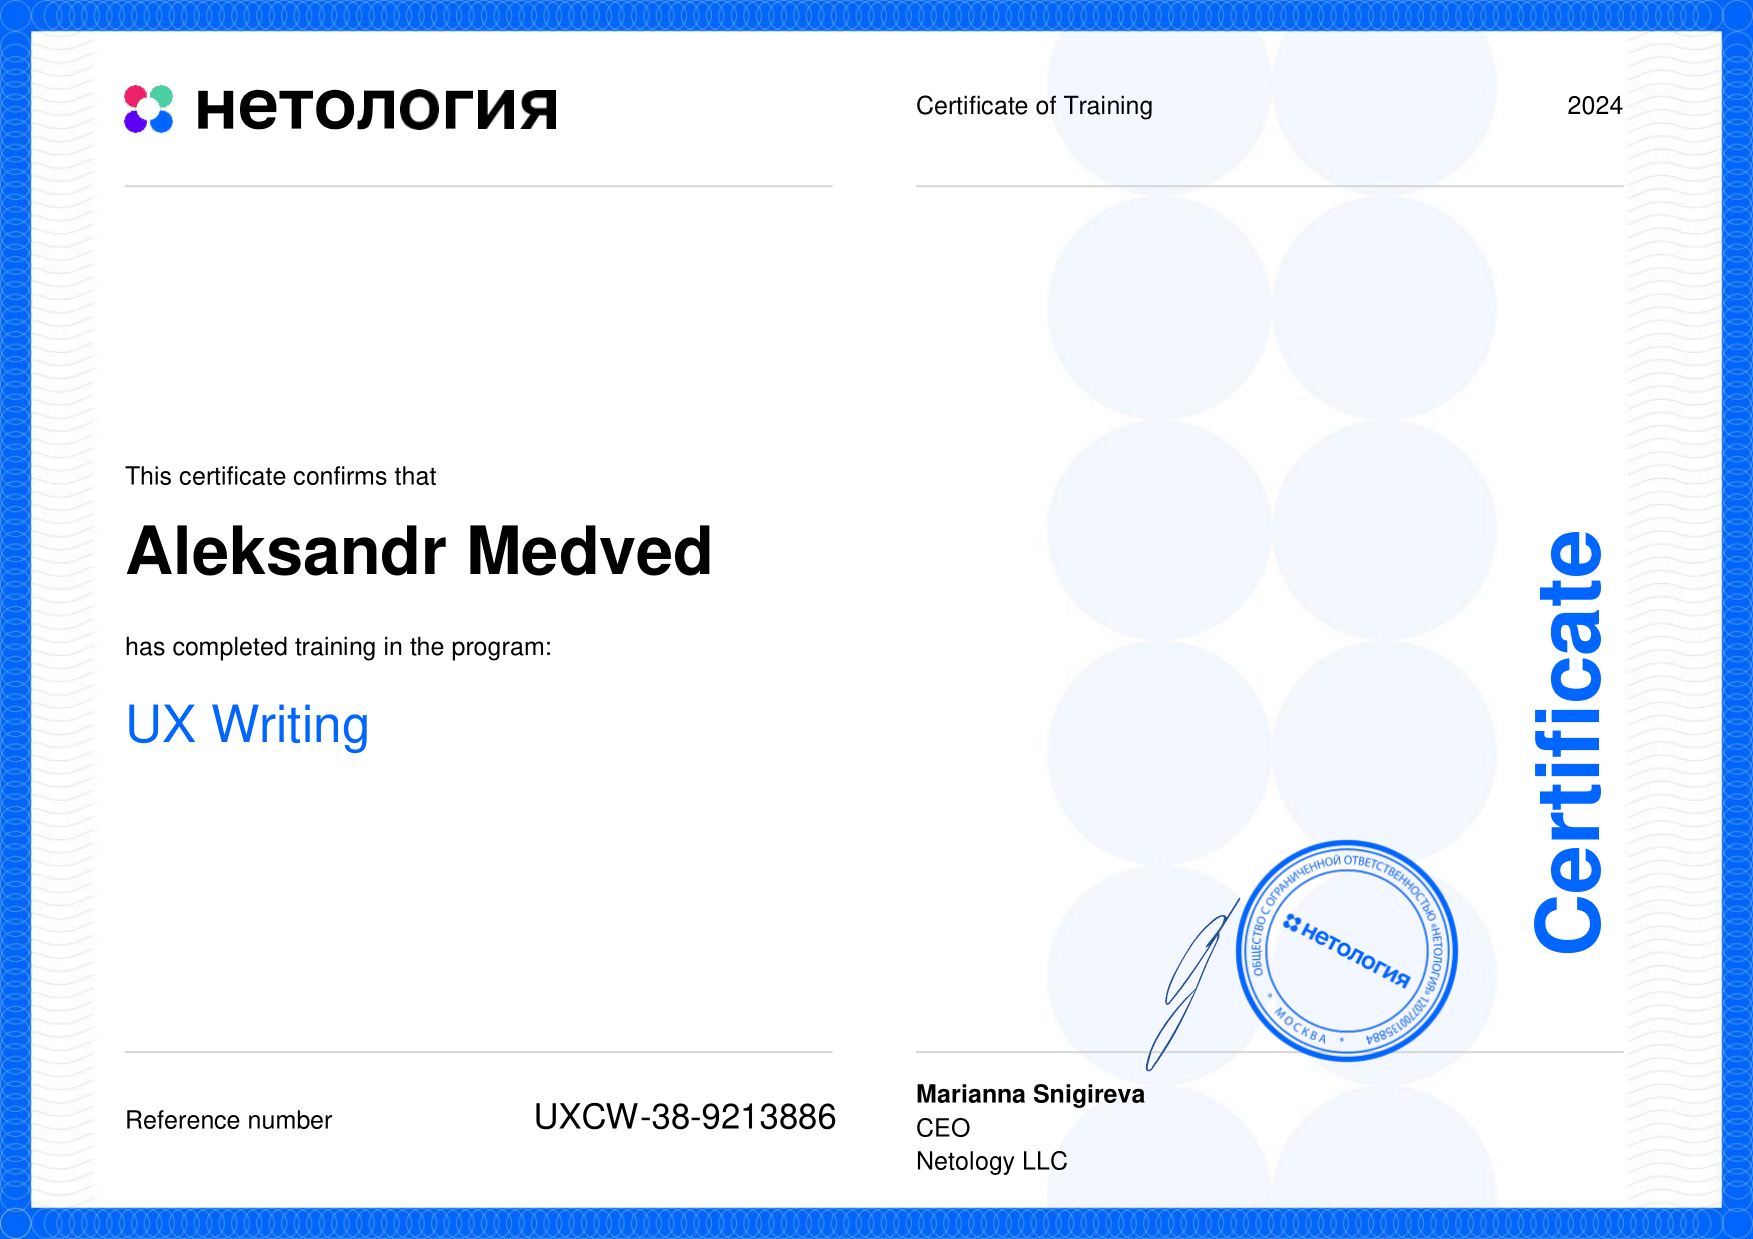 нетология
Certificate of Training
2024
This certificate confirms that
Aleksandr Medved
has completed training in the program:
UX Writing
Certificate
ОБЩЕСТВО С ОГРАНИЧЕННОЙ ОТВЕТСТВЕННОСТЬЮ «НЕТОЛОГИЯ» 1207700135884
* МОСКВА *
нетология
Reference number
UXCW-38-9213886
Marianna Snigireva
CEO
Netology LLC